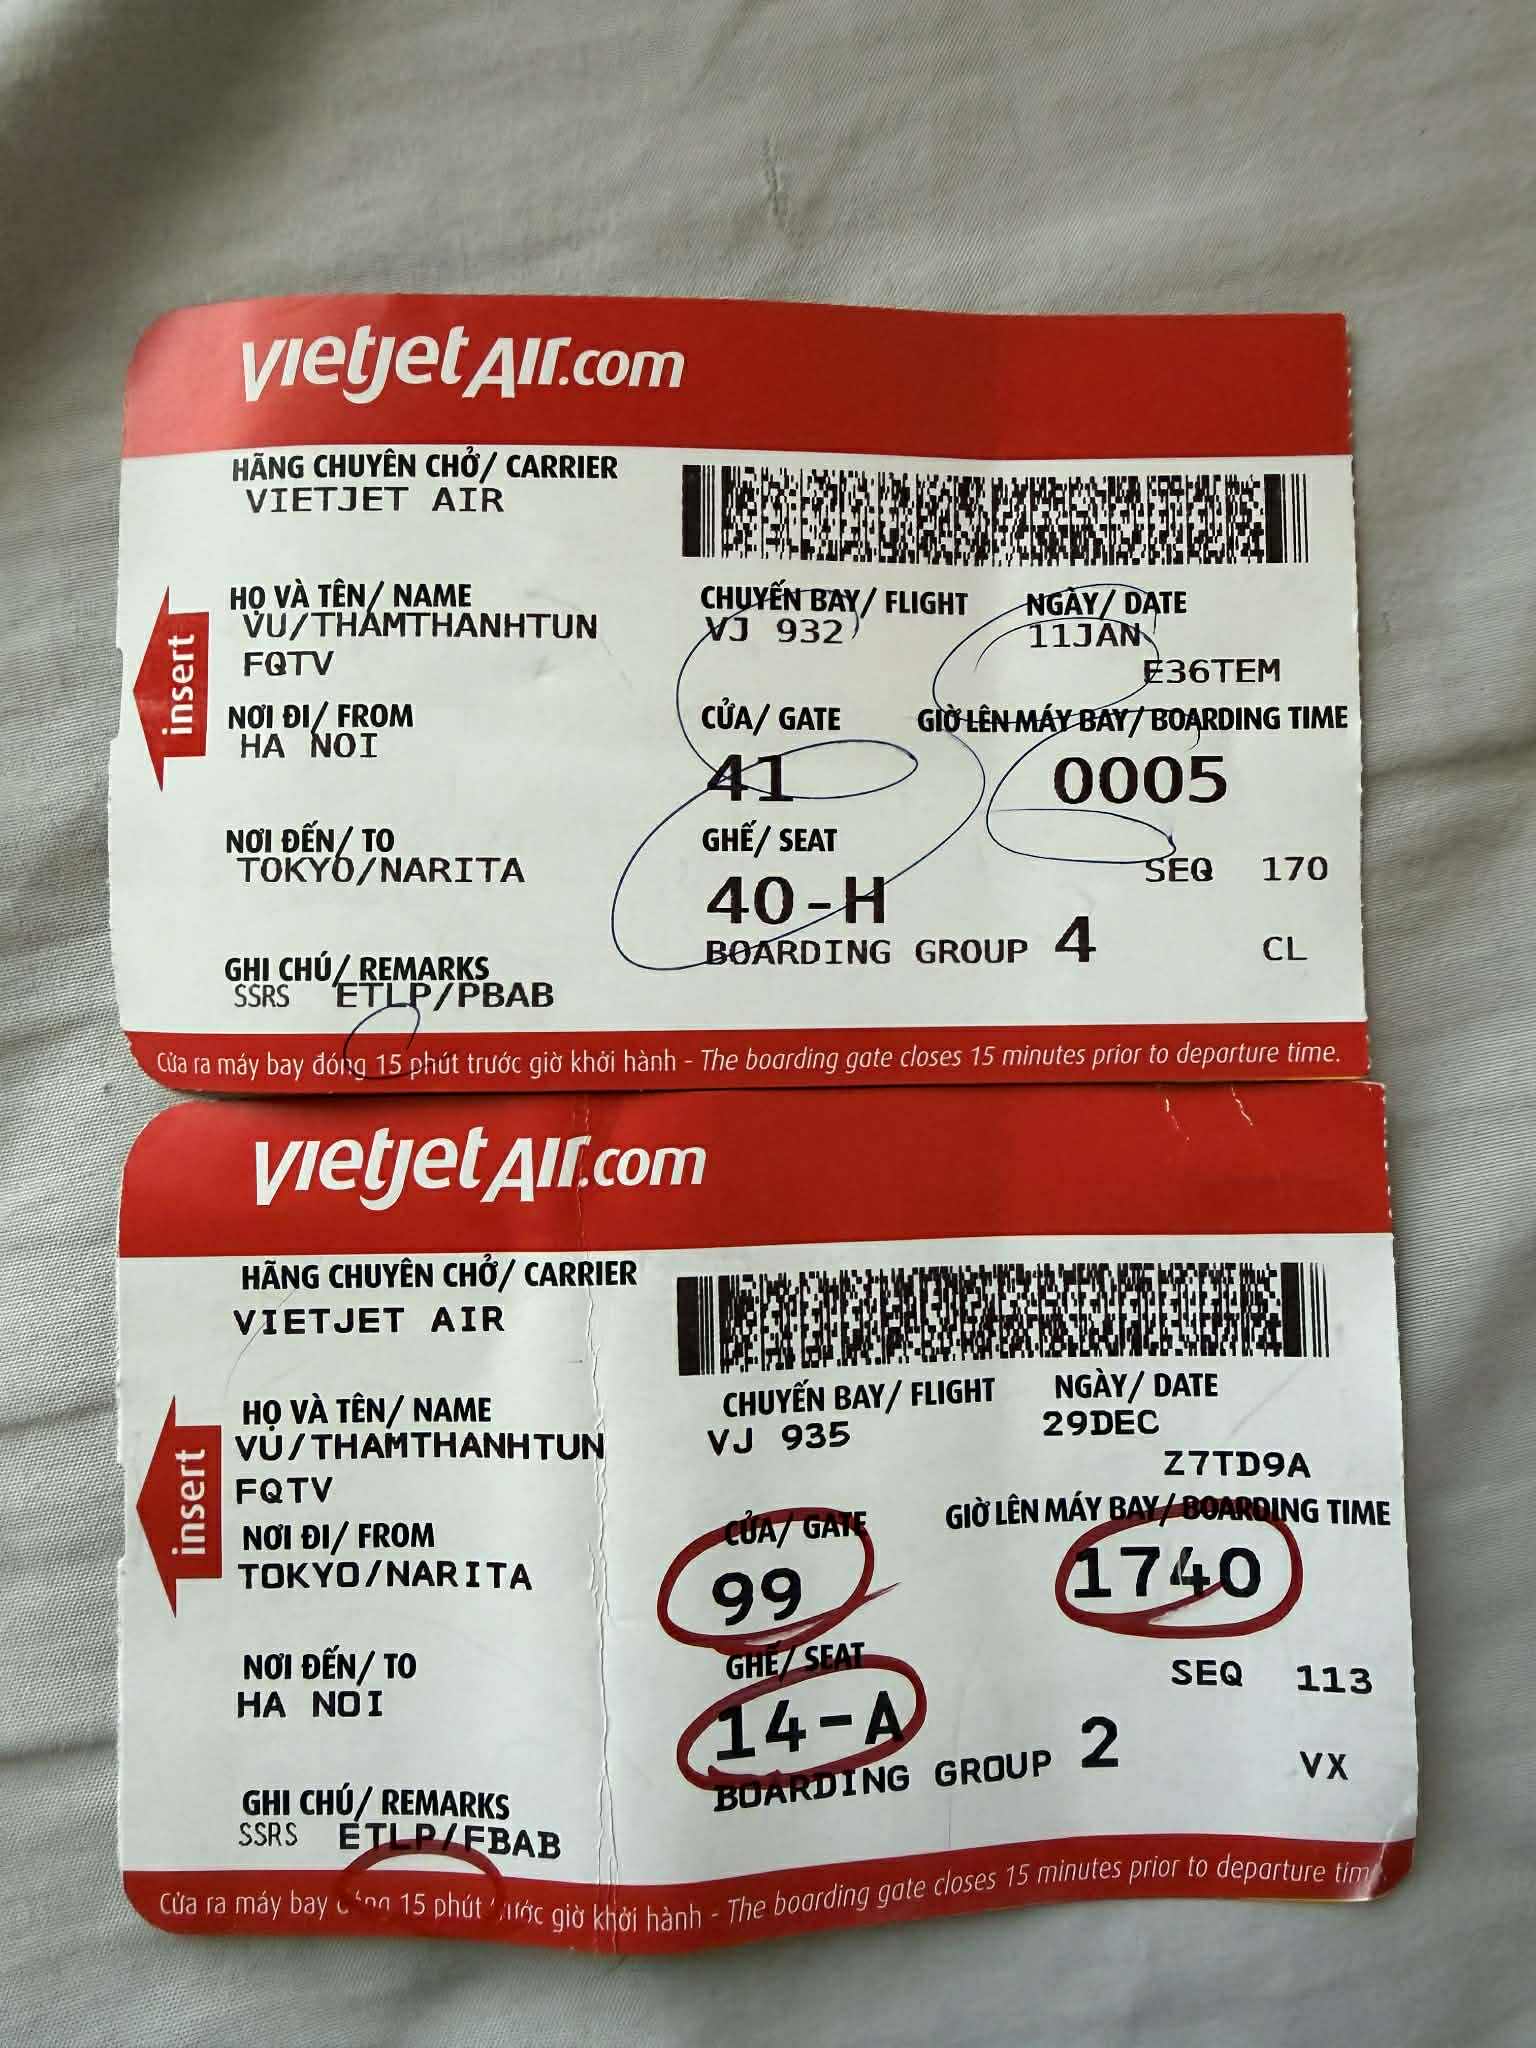 vietjetAir.com
HÃNG CHUYÊN CHỞ/ CARRIER
VIETJET AIR
HỌ VÀ TÊN/ NAME
VU/THAMTHANHTUN
FQTV
CHUYẾN BAY/ FLIGHT
VJ 932
NGÀY/ DATE
11JAN
E36TEM
insert
NƠI ĐI/ FROM
HA NOI
CỬA/ GATE
41
GIỜ LÊN MÁY BAY/ BOARDING TIME
0005
NƠI ĐẾN/ TO
TOKYO/NARITA
GHẾ/ SEAT
40-H
SEQ 170
BOARDING GROUP 4
CL
GHI CHÚ/ REMARKS
SSRS ETLP/PBAB
Cửa ra máy bay đóng 15 phút trước giờ khởi hành - The boarding gate closes 15 minutes prior to departure time.
vietjetAir.com
HÃNG CHUYÊN CHỞ/ CARRIER
VIETJET AIR
HỌ VÀ TÊN/ NAME
VU/THAMTHANHTUN
FQTV
CHUYẾN BAY/ FLIGHT
VJ 935
NGÀY/ DATE
29DEC
Z7TD9A
insert
NƠI ĐI/ FROM
TOKYO/NARITA
CỬA/ GATE
99
GIỜ LÊN MÁY BAY/ BOARDING TIME
1740
NƠI ĐẾN/ TO
HA NOI
GHẾ/ SEAT
14-A
SEQ 113
BOARDING GROUP 2
VX
GHI CHÚ/ REMARKS
SSRS ETLP/FBAB
Cửa ra máy bay đóng 15 phút trước giờ khởi hành - The boarding gate closes 15 minutes prior to departure tim